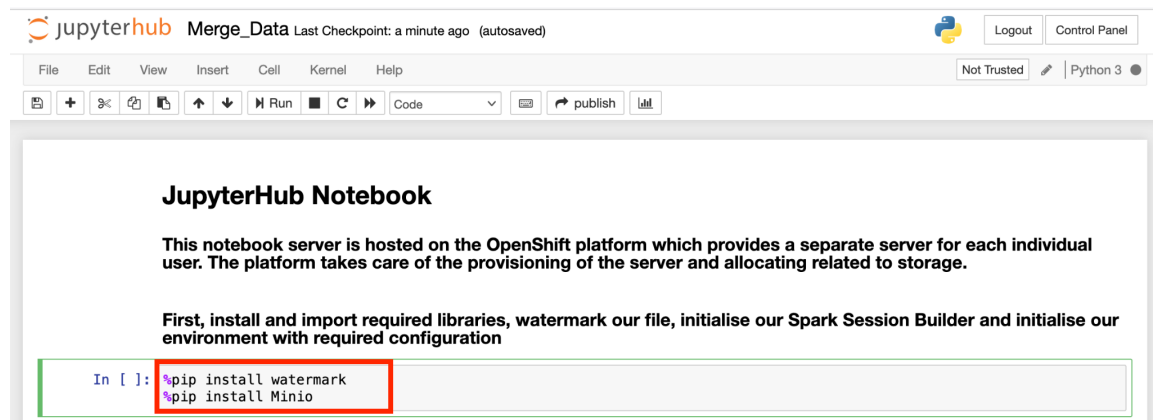 jupyterhub Merge_Data Last Checkpoint: a minute ago (autosaved) Logout Control Panel
File Edit View Insert Cell Kernel Help Not Trusted Python 3
Run Code publish
JupyterHub Notebook
This notebook server is hosted on the OpenShift platform which provides a separate server for each individual
user. The platform takes care of the provisioning of the server and allocating related to storage.
First, install and import required libraries, watermark our file, initialise our Spark Session Builder and initialise our
environment with required configuration
In [ ]: %pip install watermark
%pip install Minio